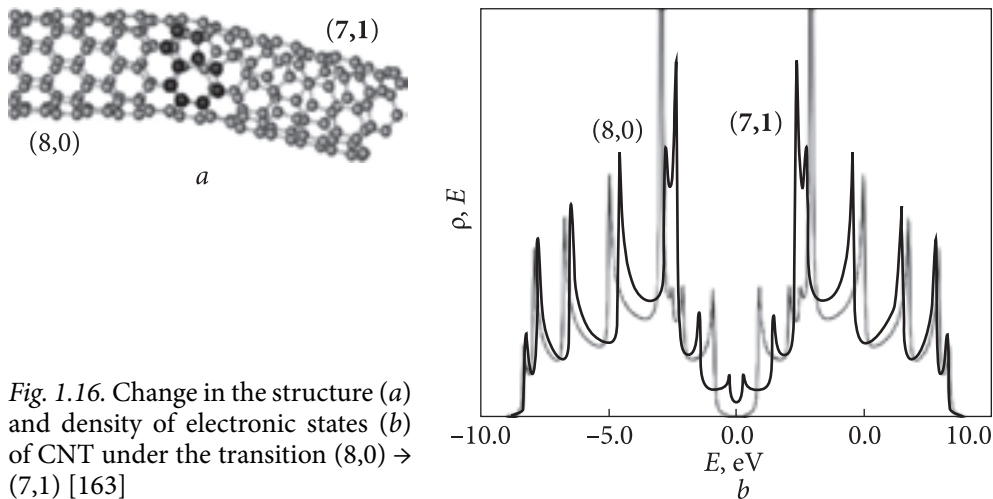 (7,1)
(8,0)
a
Fig. 1.16. Change in the structure (a)
and density of electronic states (b)
of CNT under the transition (8,0) →
(7,1) [163]
ρ, E
(8,0)
(7,1)
−10.0 −5.0 0.0 0.0 10.0
E, eV
b